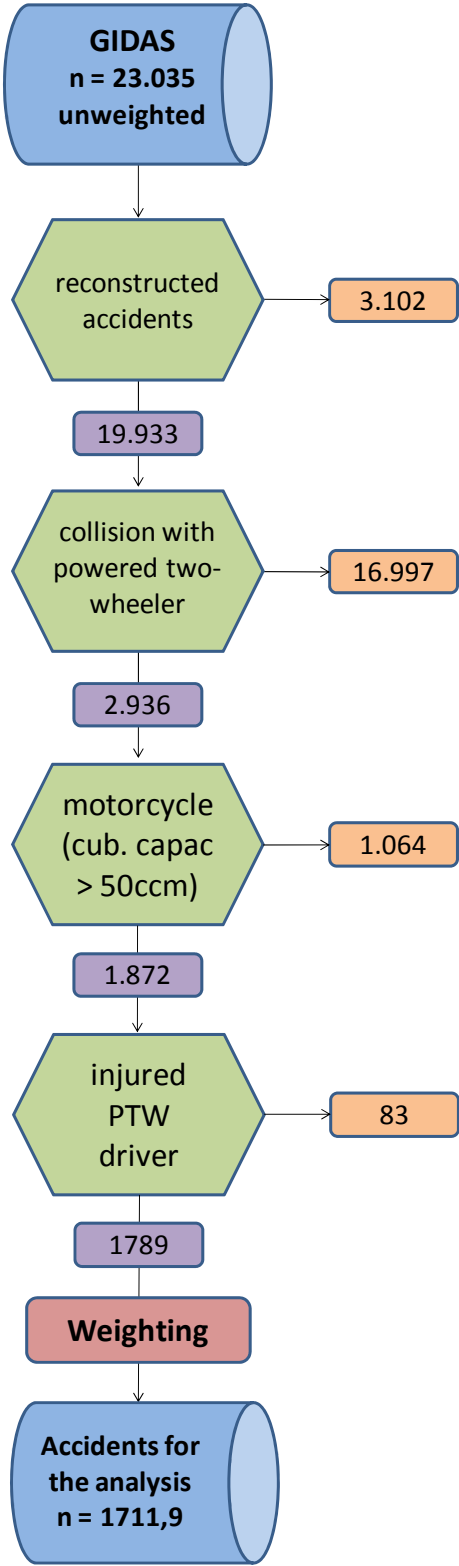 GIDAS
n = 23.035
unweighted
reconstructed
accidents
3.102
19.933
collision with
powered two-
wheeler
16.997
2.936
motorcycle
(cub. capac
> 50ccm)
1.064
1.872
injured
PTW
driver
83
1789
Weighting
Accidents for
the analysis
n = 1711,9